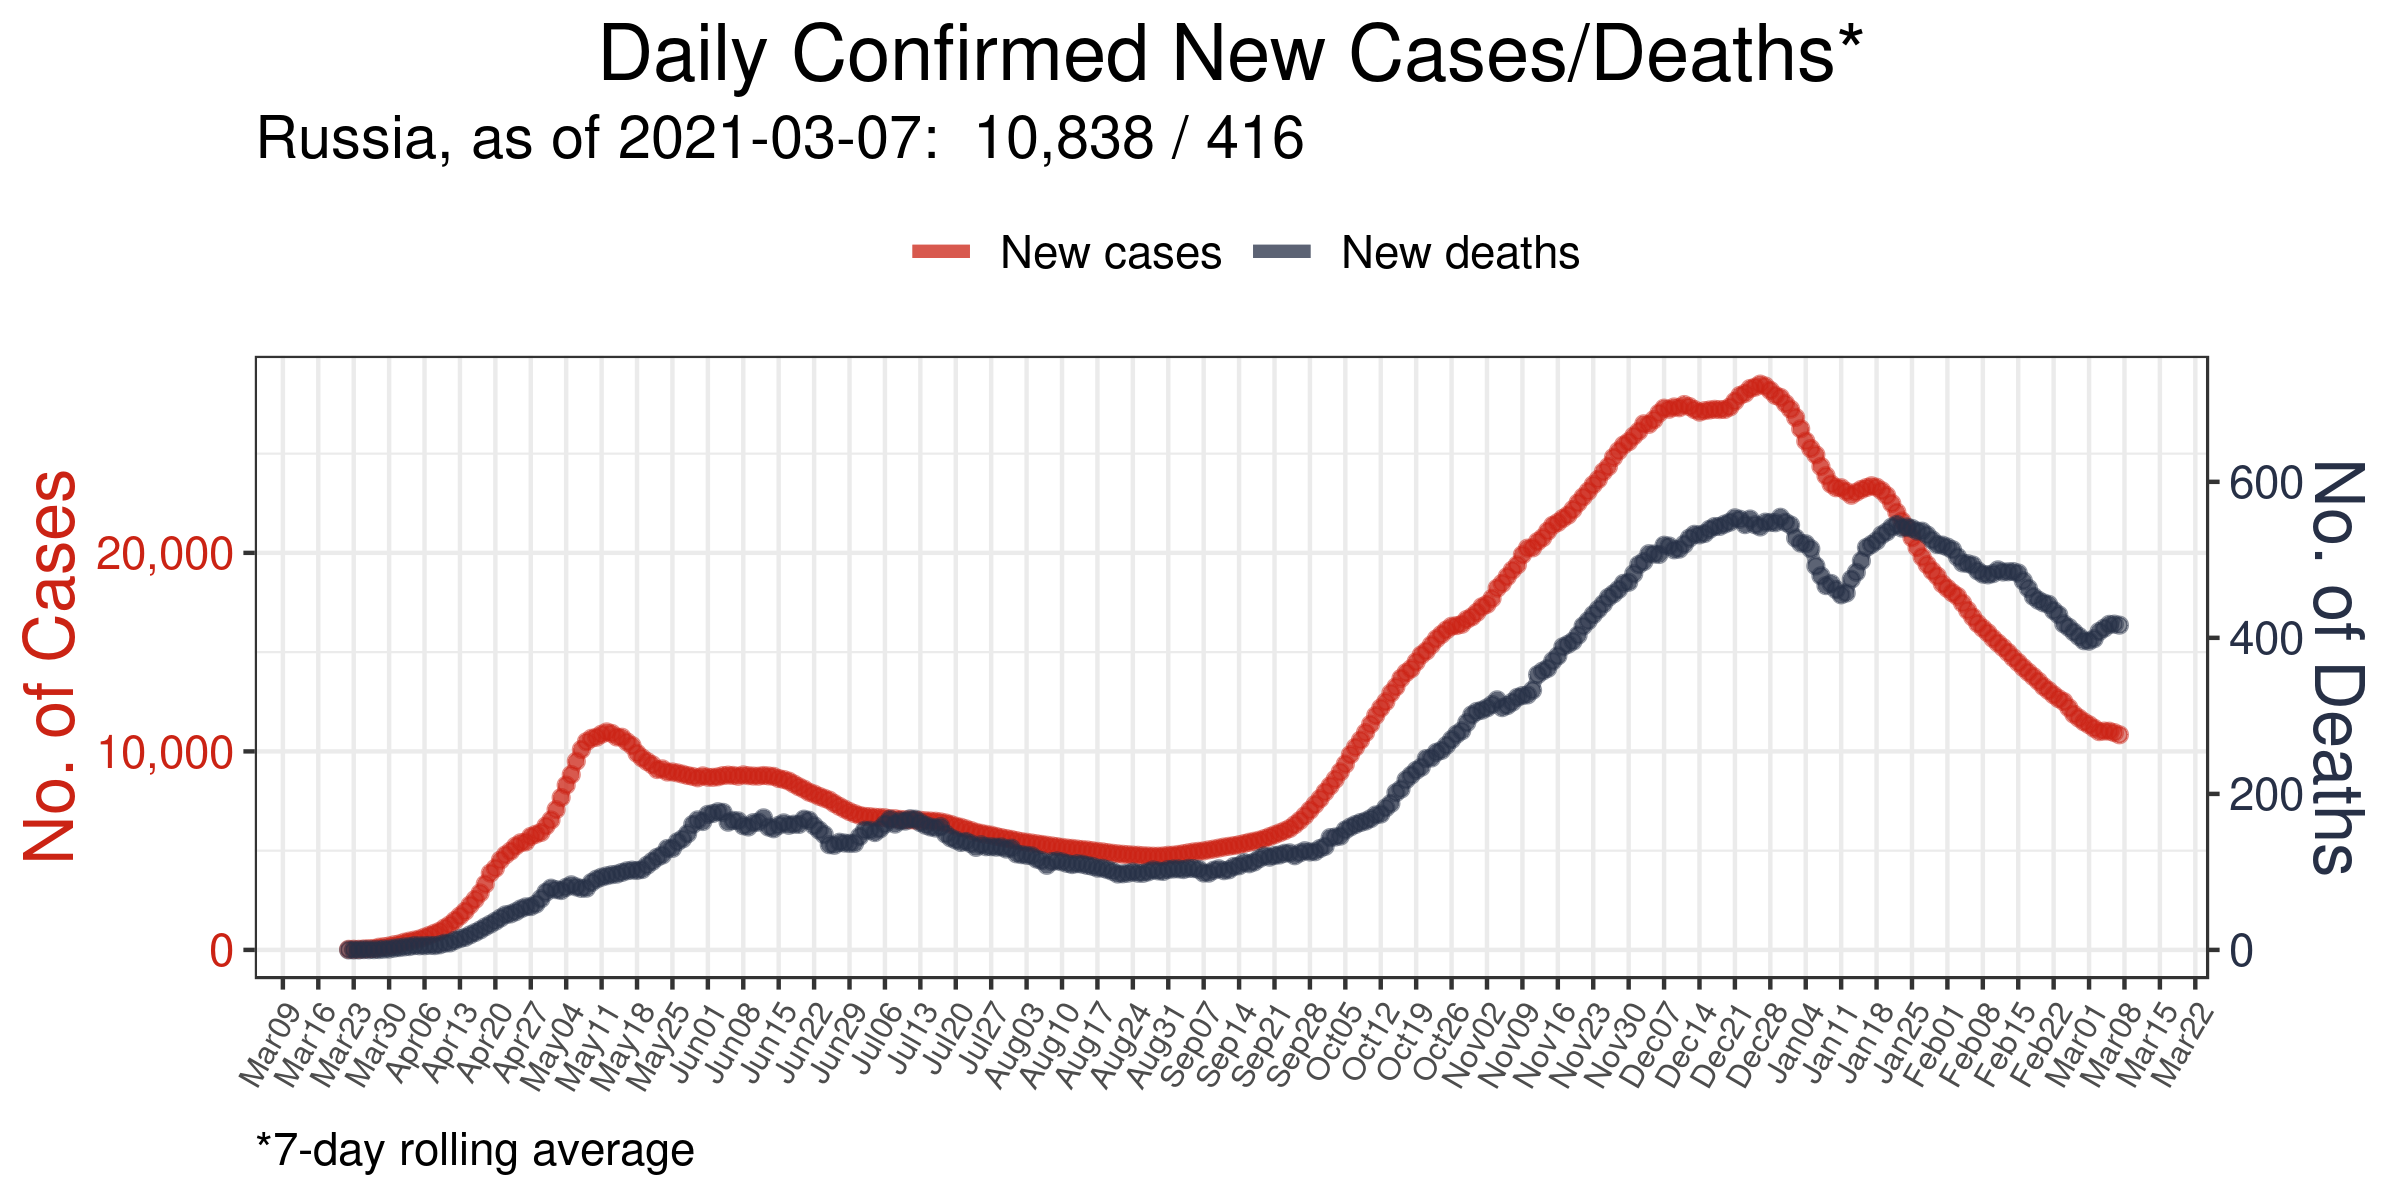 Daily Confirmed New Cases/Deaths*
Russia, as of 2021-03-07:  10,838 / 416
New cases
New deaths
No. of Cases
20,000
10,000
0
600
400
200
0
No. of Deaths
Mar09
Mar16
Mar23
Mar30
Apr06
Apr13
Apr20
Apr27
May04
May11
May18
May25
Jun01
Jun08
Jun15
Jun22
Jun29
Jul06
Jul13
Jul20
Jul27
Aug03
Aug10
Aug17
Aug24
Aug31
Sep07
Sep14
Sep21
Sep28
Oct05
Oct12
Oct19
Oct26
Nov02
Nov09
Nov16
Nov23
Nov30
Dec07
Dec14
Dec21
Dec28
Jan04
Jan11
Jan18
Jan25
Feb01
Feb08
Feb15
Feb22
Mar01
Mar08
Mar15
Mar22
*7-day rolling average